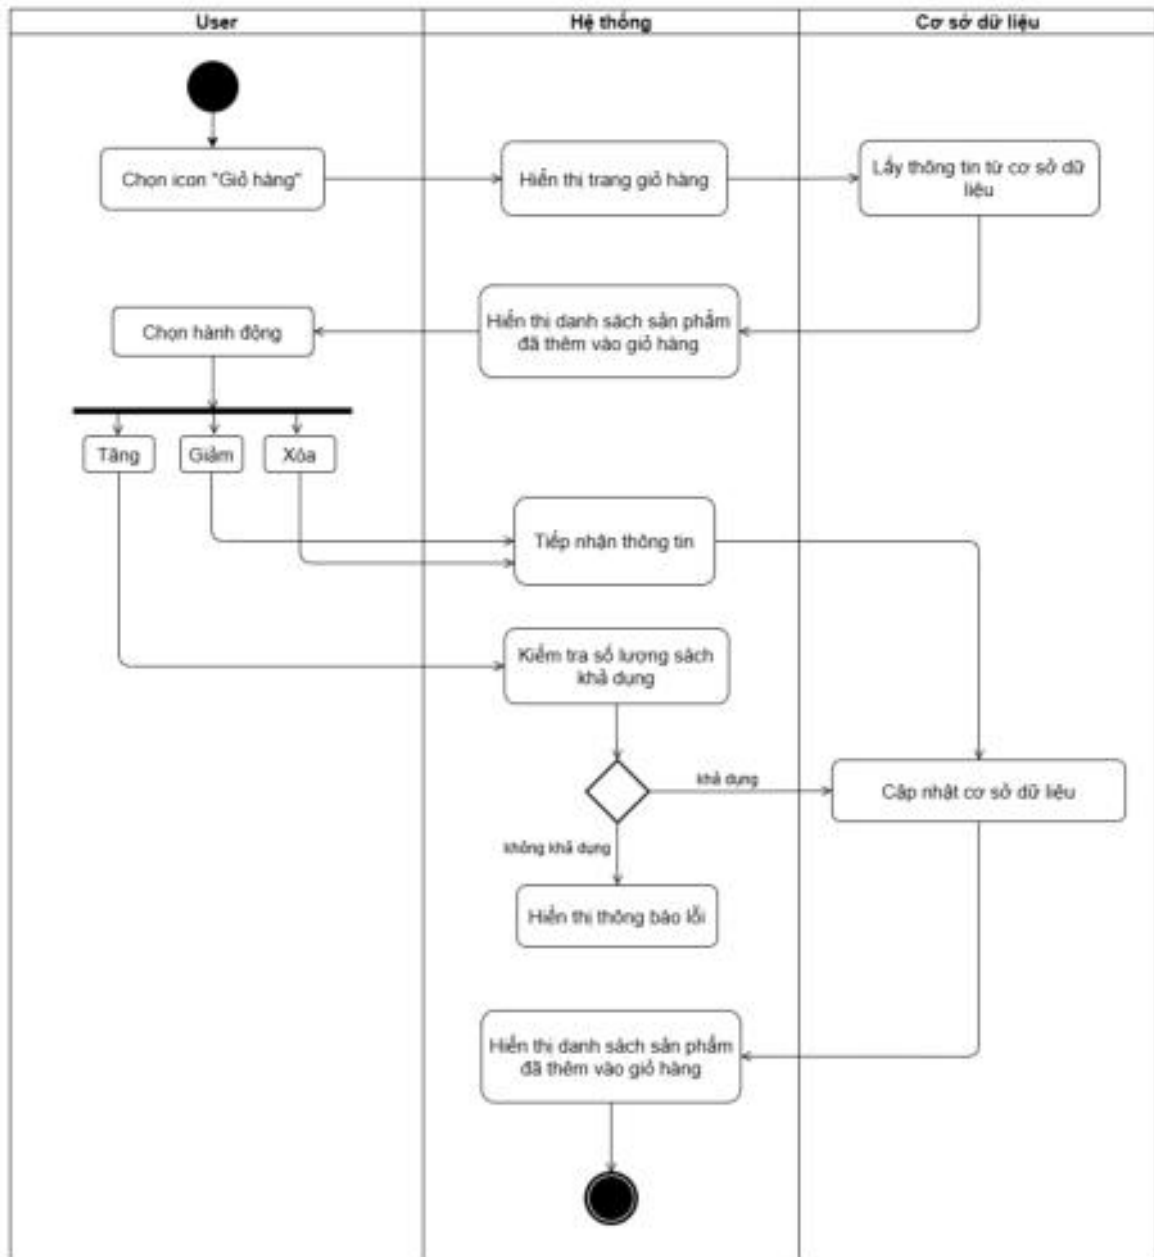 User
Hệ thống
Cơ sở dữ liệu
Chọn icon "Giỏ hàng"
Hiển thị trang giỏ hàng
Lấy thông tin từ cơ sở dữ
liệu
Chọn hành động
Hiển thị danh sách sản phẩm
đã thêm vào giỏ hàng
Tăng
Giảm
Xóa
Tiếp nhận thông tin
Kiểm tra số lượng sách
khả dụng
khả dụng
Cập nhật cơ sở dữ liệu
không khả dụng
Hiển thị thông báo lỗi
Hiển thị danh sách sản phẩm
đã thêm vào giỏ hàng